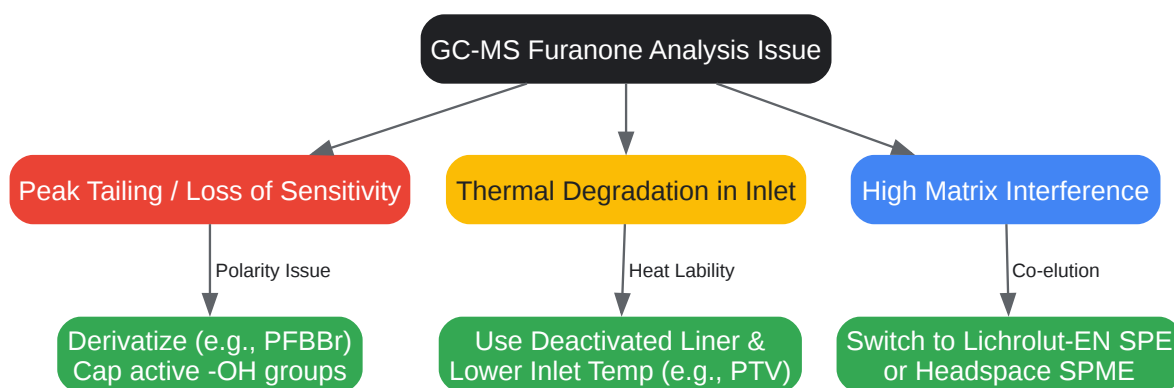 GC-MS Furanone Analysis Issue
Peak Tailing / Loss of Sensitivity
Thermal Degradation in Inlet
High Matrix Interference
Polarity Issue
Heat Lability
Co-elution
Derivatize (e.g., PFBBr)
Cap active -OH groups
Use Deactivated Liner &
Lower Inlet Temp (e.g., PTV)
Switch to Lichrolut-EN SPE
or Headspace SPME